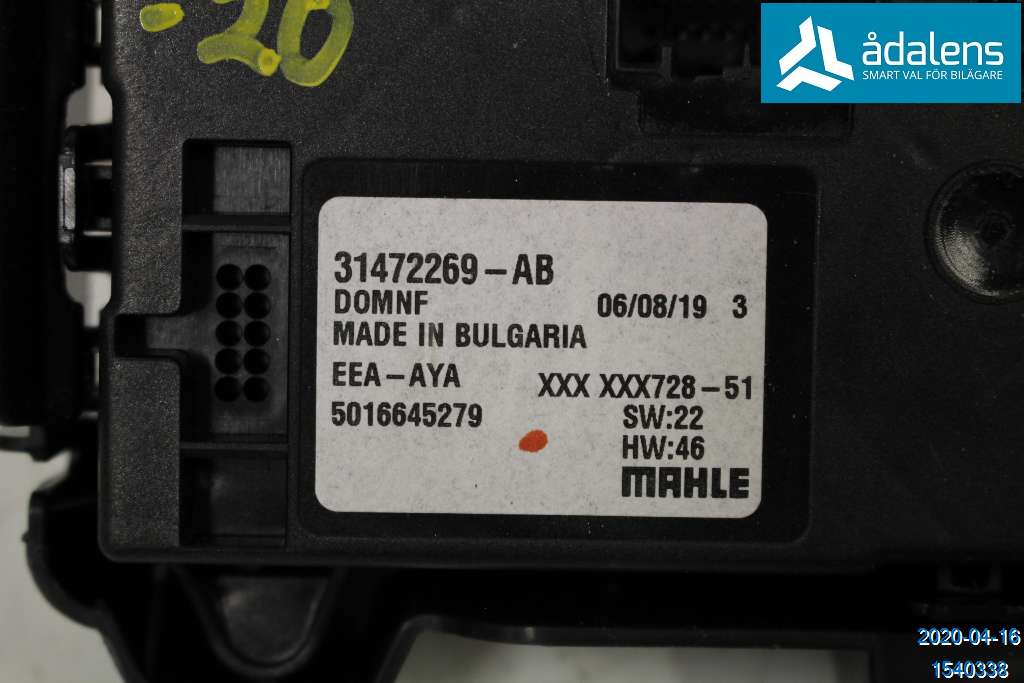 -20
ådalens
SMART VAL FÖR BILÄGARE
31472269-AB
DOMNF 06/08/19 3
MADE IN BULGARIA
EEA-AYA XXX XXX728-51
5016645279 SW:22
HW:46
MAHLE
2020-04-16
1540338